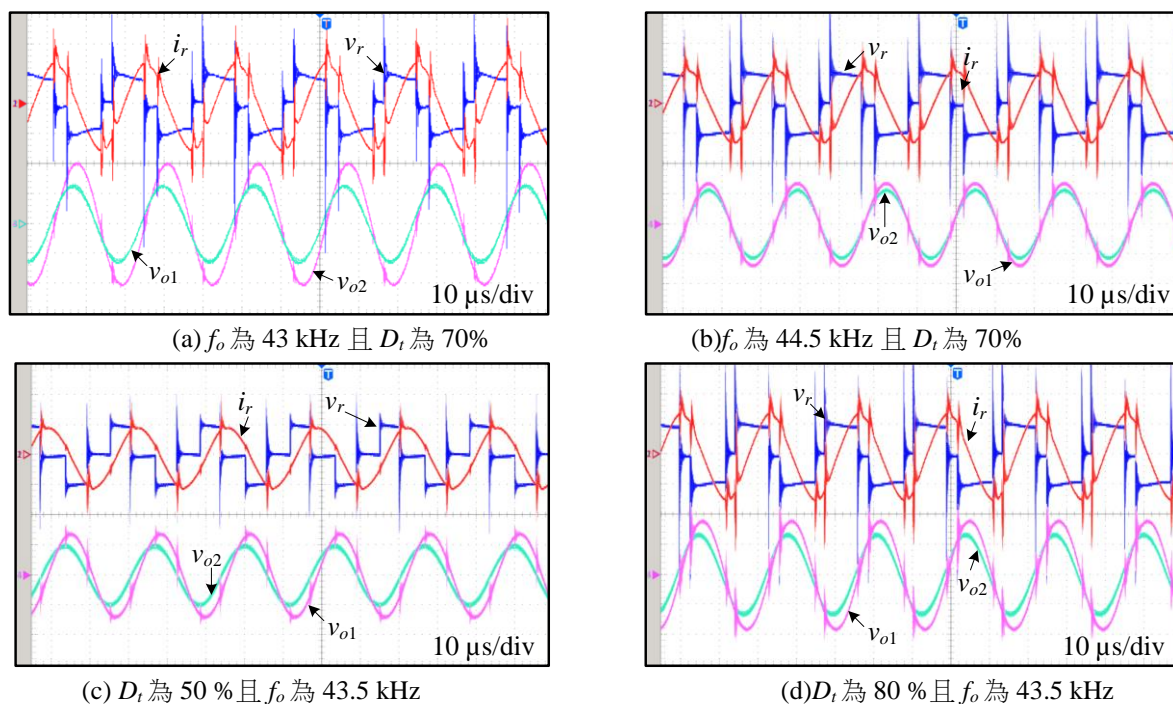 T
i_r
v_r
v_o1
v_o2
10 µs/div
(a) f_o 為 43 kHz 且 D_t 為 70%
T
v_r
i_r
v_o2
v_o1
10 µs/div
(b)f_o 為 44.5 kHz 且 D_t 為 70%
T
i_r
v_r
v_o2
v_o1
10 µs/div
(c) D_t 為 50 % 且 f_o 為 43.5 kHz
T
v_r
i_r
v_o2
v_o1
10 µs/div
(d)D_t 為 80 % 且 f_o 為 43.5 kHz